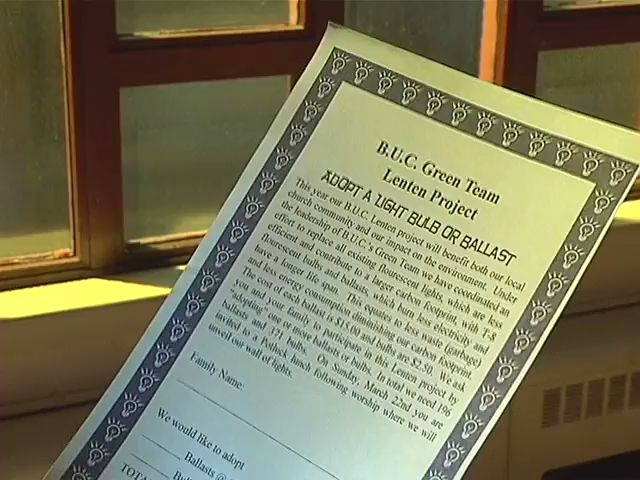 B.U.C. Green Team
Lenten Project
ADOPT A LIGHT BULB OR BALLAST
This year our B.U.C. Lenten project will benefit both our local
church community and our impact on the environment. Under
the leadership of B.U.C.'s Green Team we have coordinated an
effort to replace all existing flourescent lights, which are less
efficient and contribute to a larger carbon footprint, with T-8
flourescent bulbs and ballasts, which use less electricity and
have a longer life span. This equates to less waste (garbage)
and less energy consumption diminishing our carbon footprint.
The cost of each ballast is $15.00 and bulbs are $2.50. We ask
you and your family to participate in this Lenten project by
"adopting" one or more ballasts or bulbs. In total we need 196
ballasts and 371 bulbs. On Sunday, March 22nd you are
invited to a Potluck lunch following worship where we will
unveil our wall of lights.
Family Name:
We would like to adopt
Ballasts @